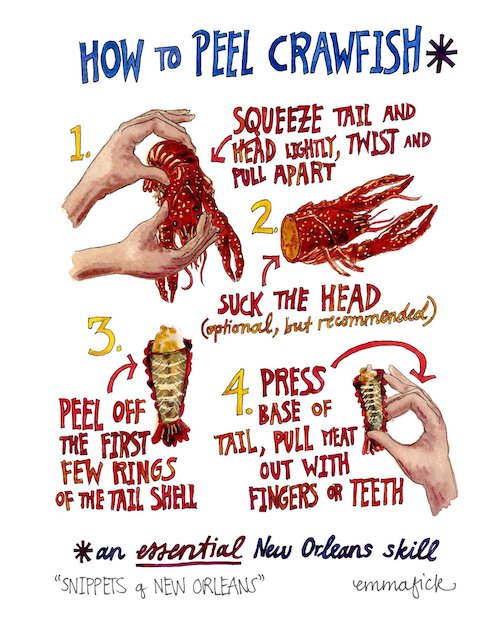 HOW TO PEEL CRAWFISH*
1.
SQUEEZE TAIL AND
HEAD LIGHTLY, TWIST AND
PULL APART
2.
SUCK THE HEAD
(optional, but recommended)
3.
PEEL OFF
THE FIRST
FEW RINGS
OF THE TAIL SHELL
4. PRESS
BASE OF
TAIL, PULL MEAT
OUT WITH
FINGERS OR TEETH
*an essential New Orleans skill
"SNIPPETS of NEW ORLEANS"
emmafick